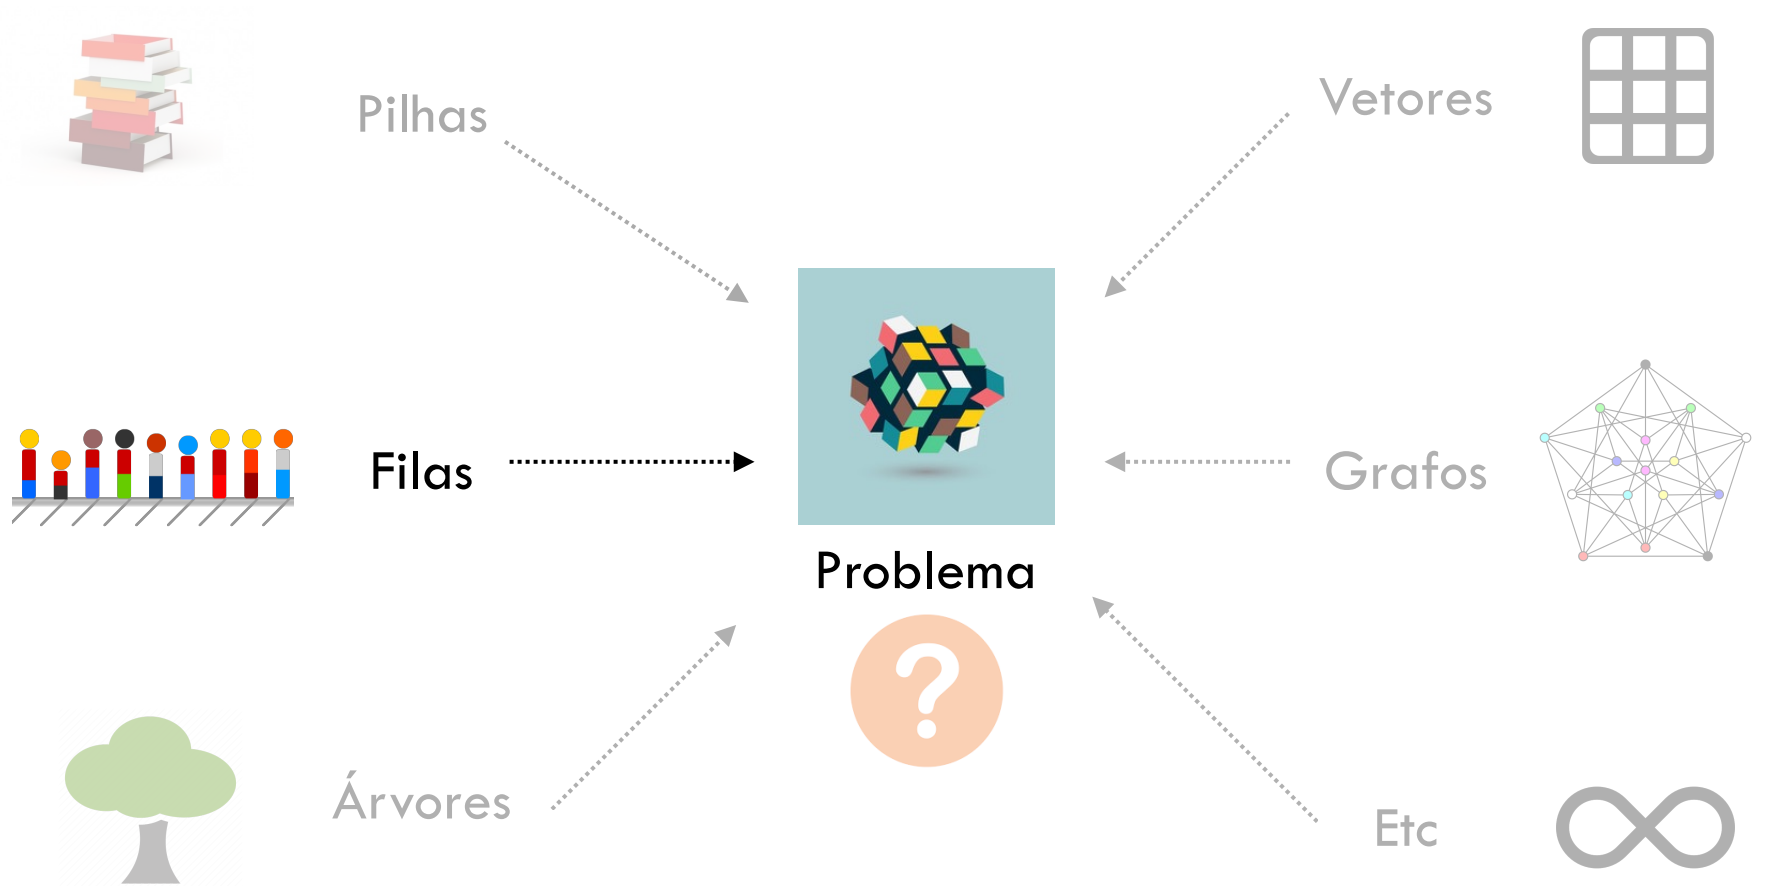 Pilhas
Vetores
Filas
Grafos
Problema
?
Árvores
Etc